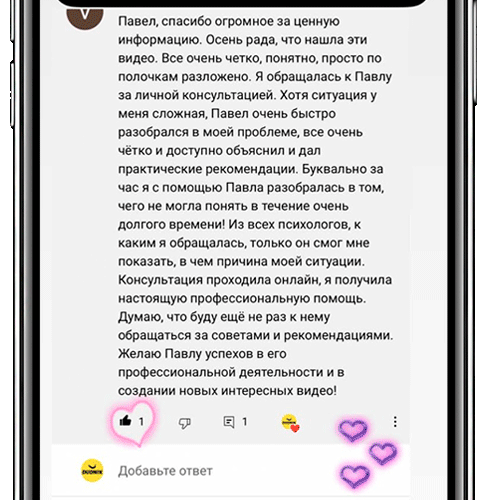 V
Павел, спасибо огромное за ценную
информацию. Осень рада, что нашла эти
видео. Все очень четко, понятно, просто по
полочкам разложено. Я обращалась к Павлу
за личной консультацией. Хотя ситуация у
меня сложная, Павел очень быстро
разобрался в моей проблеме, все очень
чётко и доступно объяснил и дал
практические рекомендации. Буквально за
час я с помощью Павла разобралась в том,
чего не могла понять в течение очень
долгого времени! Из всех психологов, к
каким я обращалась, только он смог мне
показать, в чем причина моей ситуации.
Консультация проходила онлайн, я получила
настоящую профессиональную помощь.
Думаю, что буду ещё не раз к нему
обращаться за советами и рекомендациями.
Желаю Павлу успехов в его
профессиональной деятельности и в
создании новых интересных видео!
1 1
Добавьте ответ